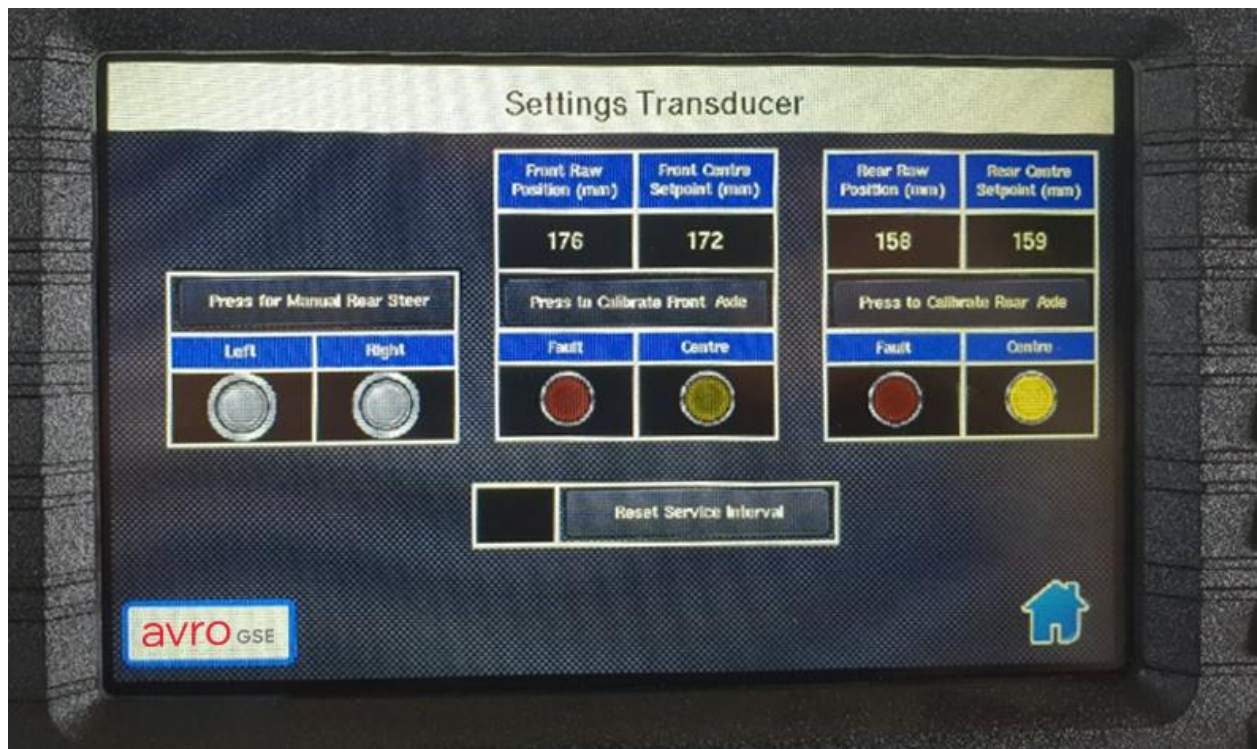 Settings Transducer
Front Raw Position (mm)
Front Centre Setpoint (mm)
Rear Raw Position (mm)
Rear Centre Setpoint (mm)
176
172
158
159
Press for Manual Rear Steer
Press to Calibrate Front Axle
Press to Calibrate Rear Axle
Left
Right
Fault
Centre
Fault
Centre
Reset Service Interval
avro GSE